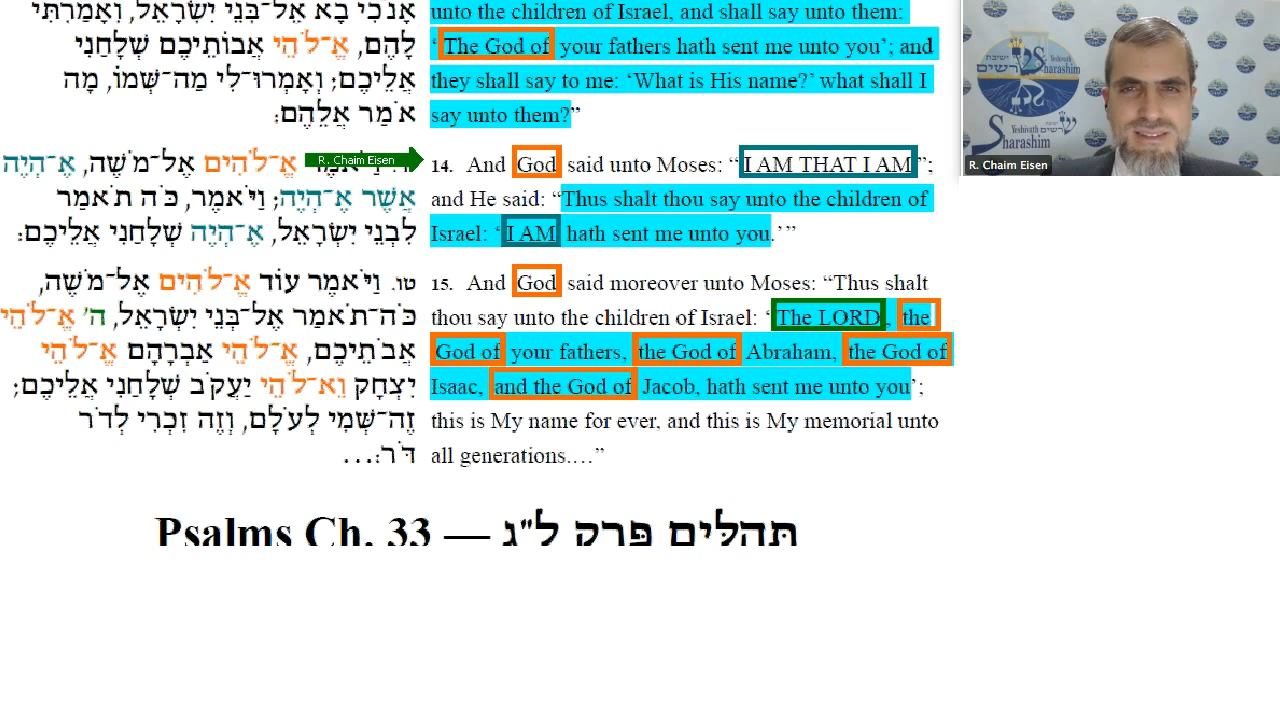 אָנֹכִי בָא אֶל־בְּנֵי יִשְׂרָאֵל, וְאָמַרְתִּי
לָהֶם, אֱ־לֹהֵי אֲבוֹתֵיכֶם שְׁלָחַנִי
אֲלֵיכֶם; וְאָמְרוּ־לִי מַה־שְּׁמוֹ, מָה
אֹמַר אֲלֵהֶם:
אֱ־לֹהִים אֶל־מֹשֶׁה, אֶ־הְיֶה
אֲשֶׁר אֶ־הְיֶה; וַיֹּאמֶר, כֹּה תֹאמַר
לִבְנֵי יִשְׂרָאֵל, אֶ־הְיֶה שְׁלָחַנִי אֲלֵיכֶם:
טו. וַיֹּאמֶר עוֹד אֱ־לֹהִים אֶל־מֹשֶׁה,
כֹּה־תֹאמַר אֶל־בְּנֵי יִשְׂרָאֵל, ה' אֱ־לֹהֵי
אֲבֹתֵיכֶם, אֱ־לֹהֵי אַבְרָהָם אֱ־לֹהֵי
יִצְחָק וֵא־לֹהֵי יַעֲקֹב שְׁלָחַנִי אֲלֵיכֶם;
זֶה־שְּׁמִי לְעֹלָם, וְזֶה זִכְרִי לְדֹר
דֹּר:...
unto the children of Israel, and shall say unto them:
‘The God of your fathers hath sent me unto you’; and
they shall say to me: ‘What is His name?’ what shall I
say unto them?”
14. And God said unto Moses: “I AM THAT I AM”;
and He said: “Thus shalt thou say unto the children of
Israel: ‘I AM hath sent me unto you.’”
15. And God said moreover unto Moses: “Thus shalt
thou say unto the children of Israel: ‘The LORD, the
God of your fathers, the God of Abraham, the God of
Isaac, and the God of Jacob, hath sent me unto you’;
this is My name for ever, and this is My memorial unto
all generations.…”
R. Chaim Eisen
Psalms Ch. 33 — תהלים פרק ל"ג
ישיבת
שרשים
Sharashim
Yeshivath
Sharashim
R. Chaim Eisen